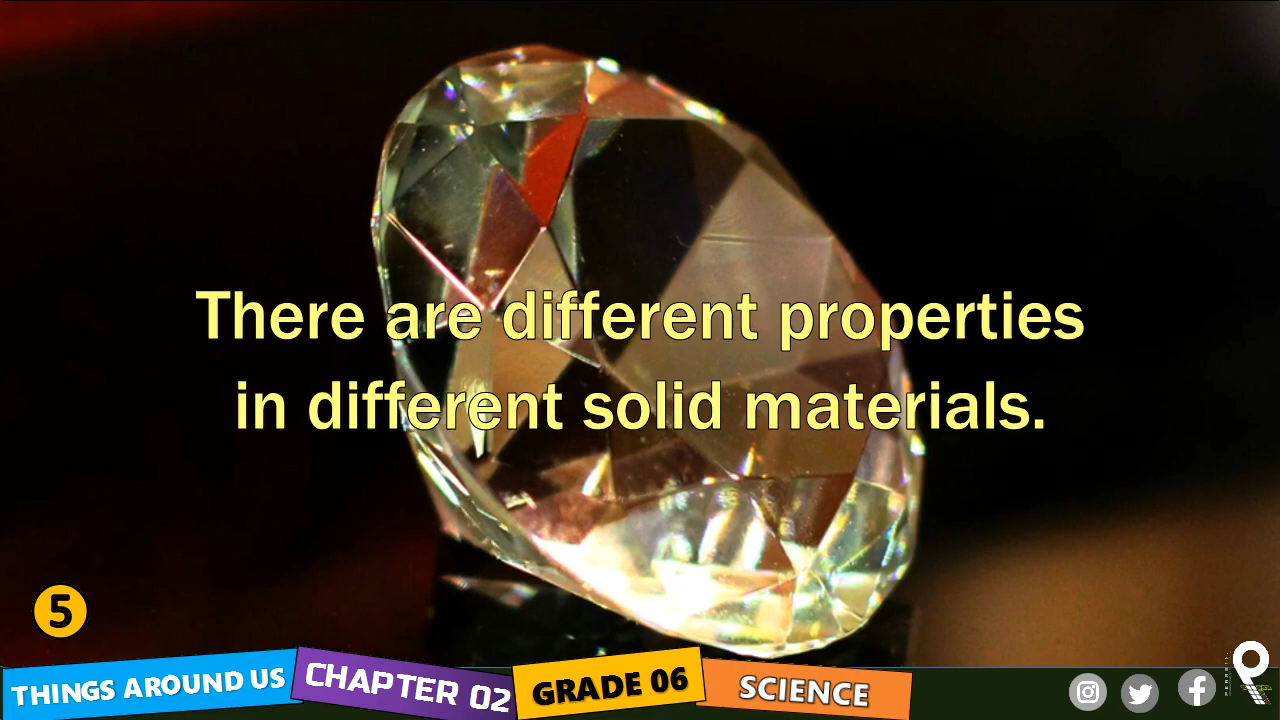 There are different properties
in different solid materials.
5
THINGS AROUND US
CHAPTER 02
GRADE 06
SCIENCE